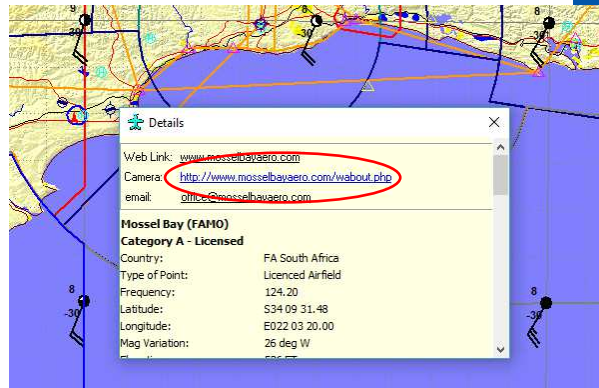 9
-30
8
-30
8
-30
Details
Web Link: www.mosselbayaero.com
Camera: http://www.mosselbayaero.com/wabout.php
email: office@mosselbayaero.com
Mossel Bay (FAMO)
Category A - Licensed
Country: FA South Africa
Type of Point: Licenced Airfield
Frequency: 124.20
Latitude: S34 09 31.48
Longitude: E022 03 20.00
Mag Variation: 26 deg W
8
-30
8
-30